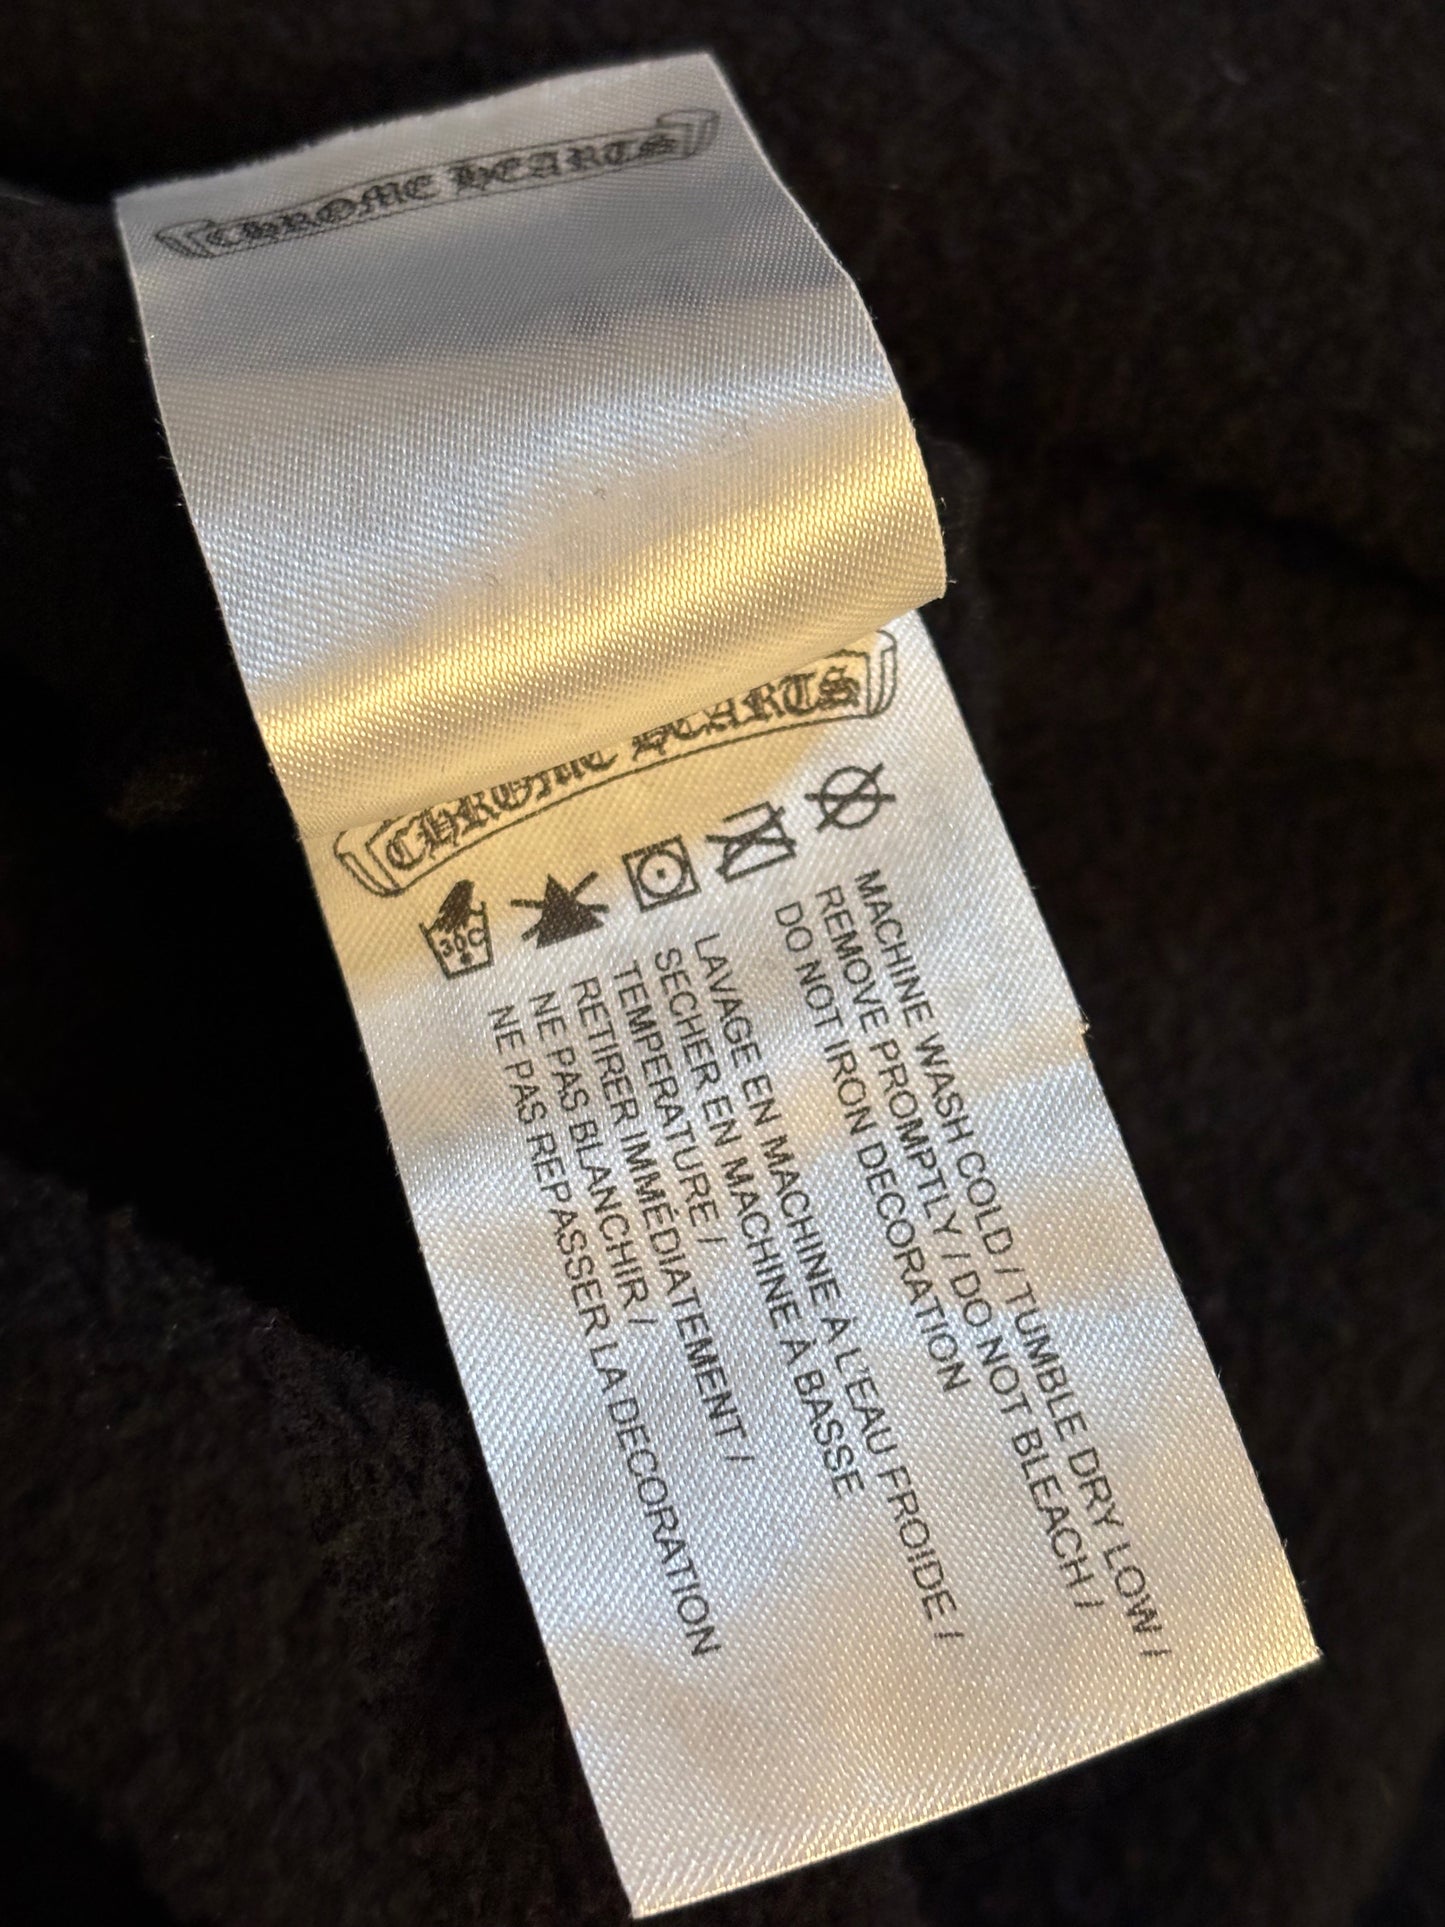 CHROME HEARTS
CHROME HEARTS
30°C
MACHINE WASH COLD / TUMBLE DRY LOW /
REMOVE PROMPTLY / DO NOT BLEACH /
DO NOT IRON DECORATION
LAVAGE EN MACHINE À L'EAU FROIDE /
SECHER EN MACHINE À BASSE
TEMPERATURE /
RETIRER IMMÉDIATEMENT /
NE PAS BLANCHIR /
NE PAS REPASSER LA DECORATION